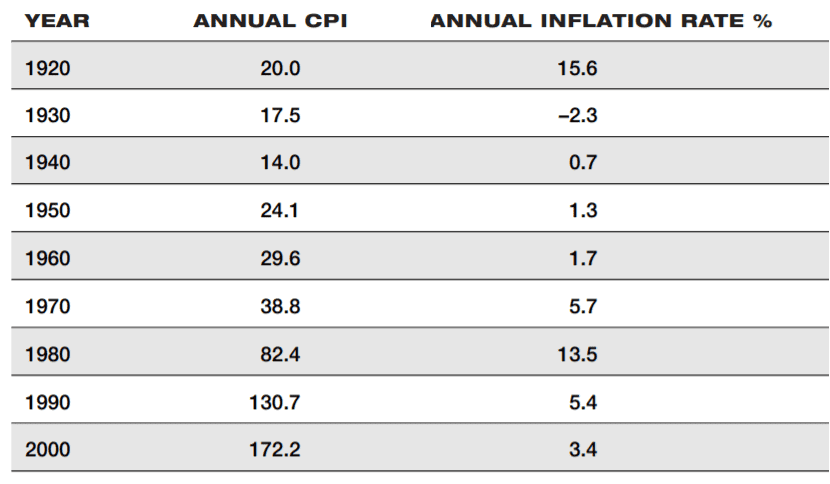 YEAR ANNUAL CPI ANNUAL INFLATION RATE %
1920 20.0 15.6
1930 17.5 –2.3
1940 14.0 0.7
1950 24.1 1.3
1960 29.6 1.7
1970 38.8 5.7
1980 82.4 13.5
1990 130.7 5.4
2000 172.2 3.4